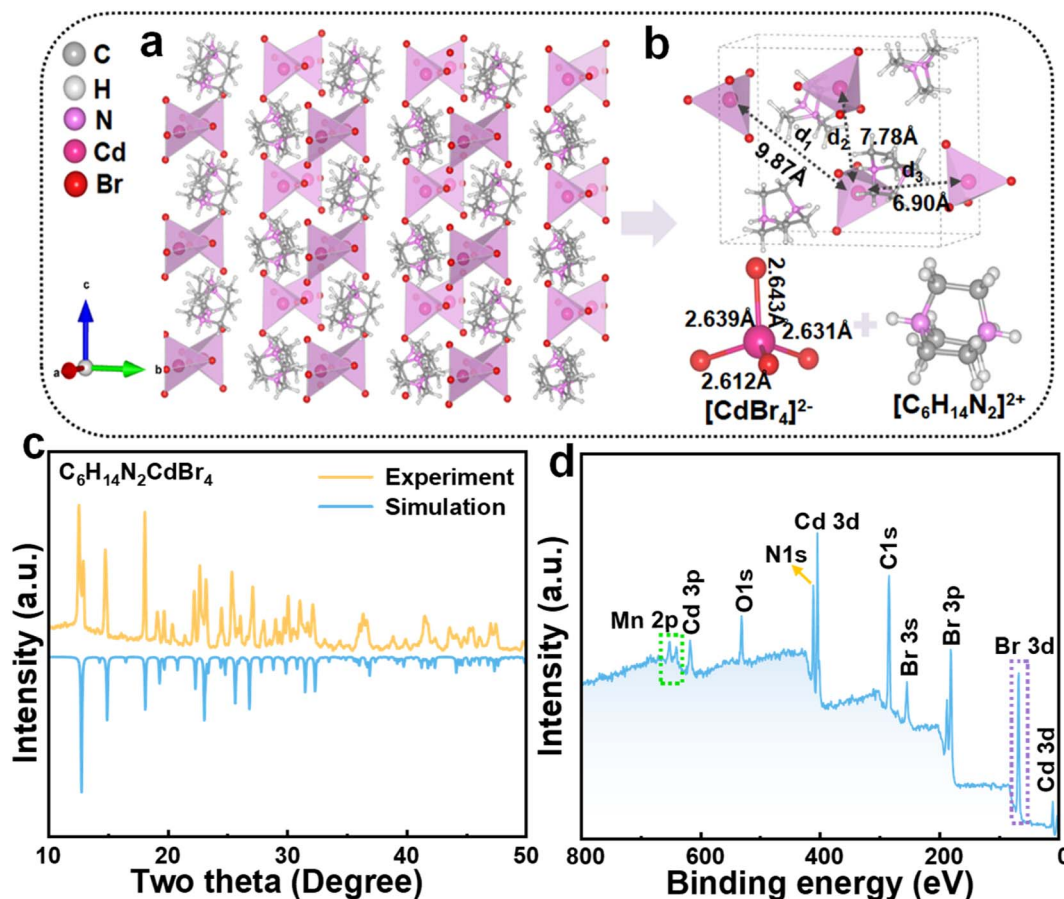 a
b
C
H
N
Cd
Br
c
a
b
d₁
9.87Å
d₂
7.78Å
d₃
6.90Å
2.643Å
2.639Å
2.631Å
2.612Å
[CdBr₄]²⁻
+
[C₆H₁₄N₂]²⁺
c
C₆H₁₄N₂CdBr₄
Experiment
Simulation
Intensity (a.u.)
10 20 30 40 50
Two theta (Degree)
d
Mn 2p
Cd 3p
O1s
N1s
Cd 3d
C1s
Br 3s
Br 3p
Br 3d
Cd 3d
Intensity (a.u.)
800 600 400 200 0
Binding energy (eV)